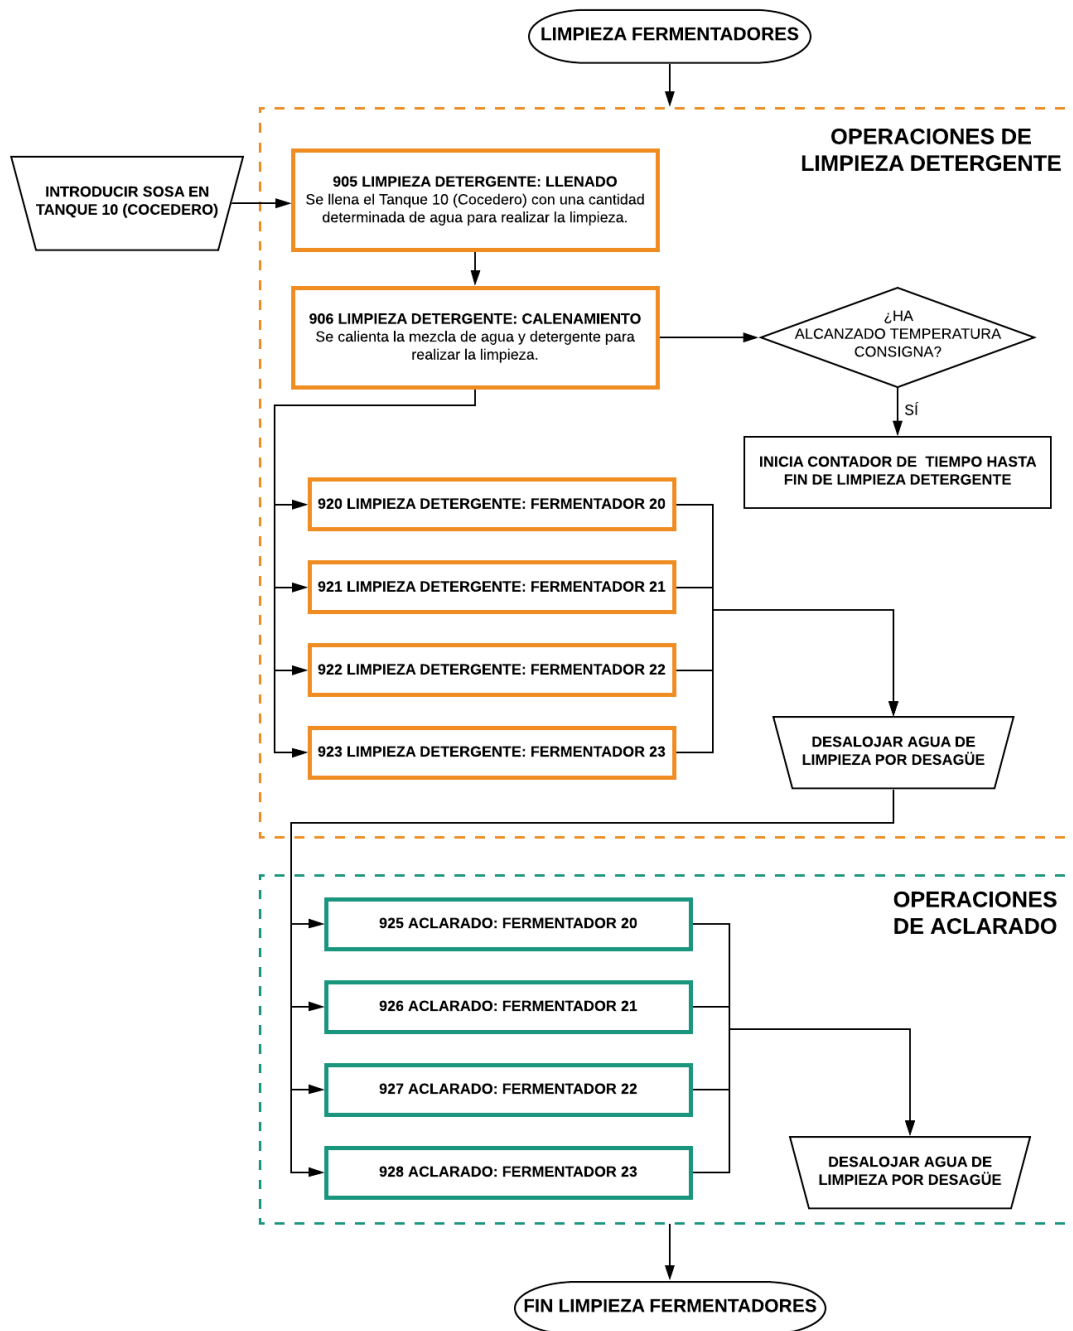 LIMPIEZA FERMENTADORES
OPERACIONES DE
LIMPIEZA DETERGENTE
INTRODUCIR SOSA EN
TANQUE 10 (COCEDERO)
905 LIMPIEZA DETERGENTE: LLENADO
Se llena el Tanque 10 (Cocedero) con una cantidad
determinada de agua para realizar la limpieza.
906 LIMPIEZA DETERGENTE: CALENAMIENTO
Se calienta la mezcla de agua y detergente para
realizar la limpieza.
¿HA
ALCANZADO TEMPERATURA
CONSIGNA?
SÍ
INICIA CONTADOR DE TIEMPO HASTA
FIN DE LIMPIEZA DETERGENTE
920 LIMPIEZA DETERGENTE: FERMENTADOR 20
921 LIMPIEZA DETERGENTE: FERMENTADOR 21
922 LIMPIEZA DETERGENTE: FERMENTADOR 22
923 LIMPIEZA DETERGENTE: FERMENTADOR 23
DESALOJAR AGUA DE
LIMPIEZA POR DESAGÜE
OPERACIONES
DE ACLARADO
925 ACLARADO: FERMENTADOR 20
926 ACLARADO: FERMENTADOR 21
927 ACLARADO: FERMENTADOR 22
928 ACLARADO: FERMENTADOR 23
DESALOJAR AGUA DE
LIMPIEZA POR DESAGÜE
FIN LIMPIEZA FERMENTADORES